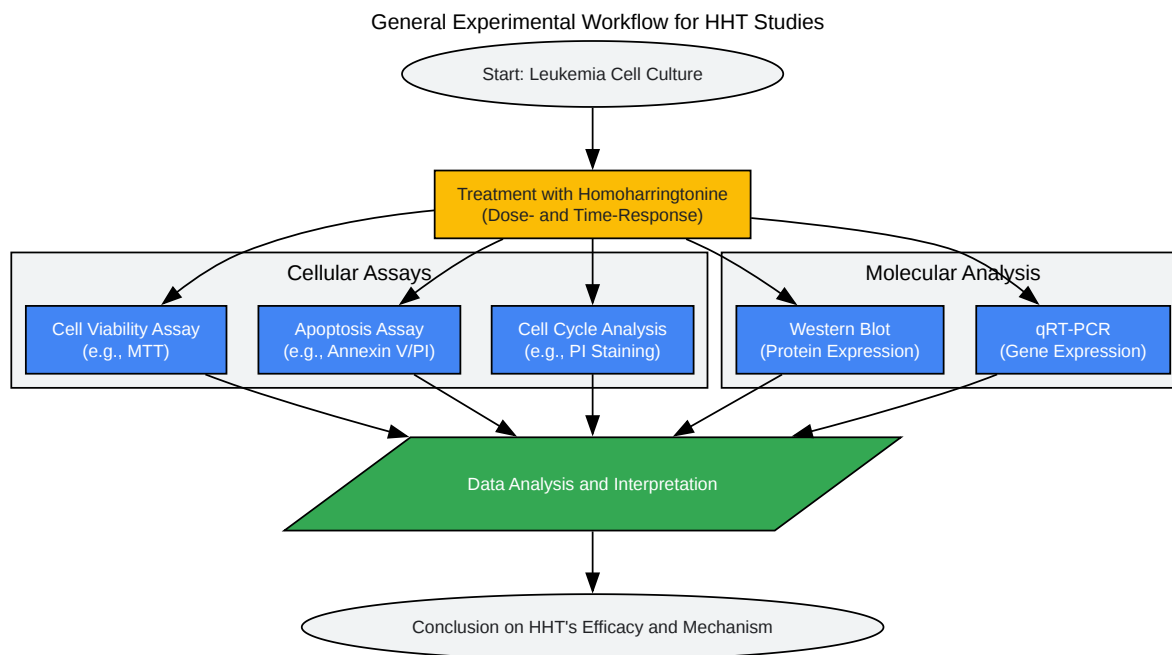 General Experimental Workflow for HHT Studies
Start: Leukemia Cell Culture
Treatment with Homoharringtonine
(Dose- and Time-Response)
Cellular Assays
Cell Viability Assay
(e.g., MTT)
Apoptosis Assay
(e.g., Annexin V/PI)
Cell Cycle Analysis
(e.g., PI Staining)
Molecular Analysis
Western Blot
(Protein Expression)
qRT-PCR
(Gene Expression)
Data Analysis and Interpretation
Conclusion on HHT's Efficacy and Mechanism